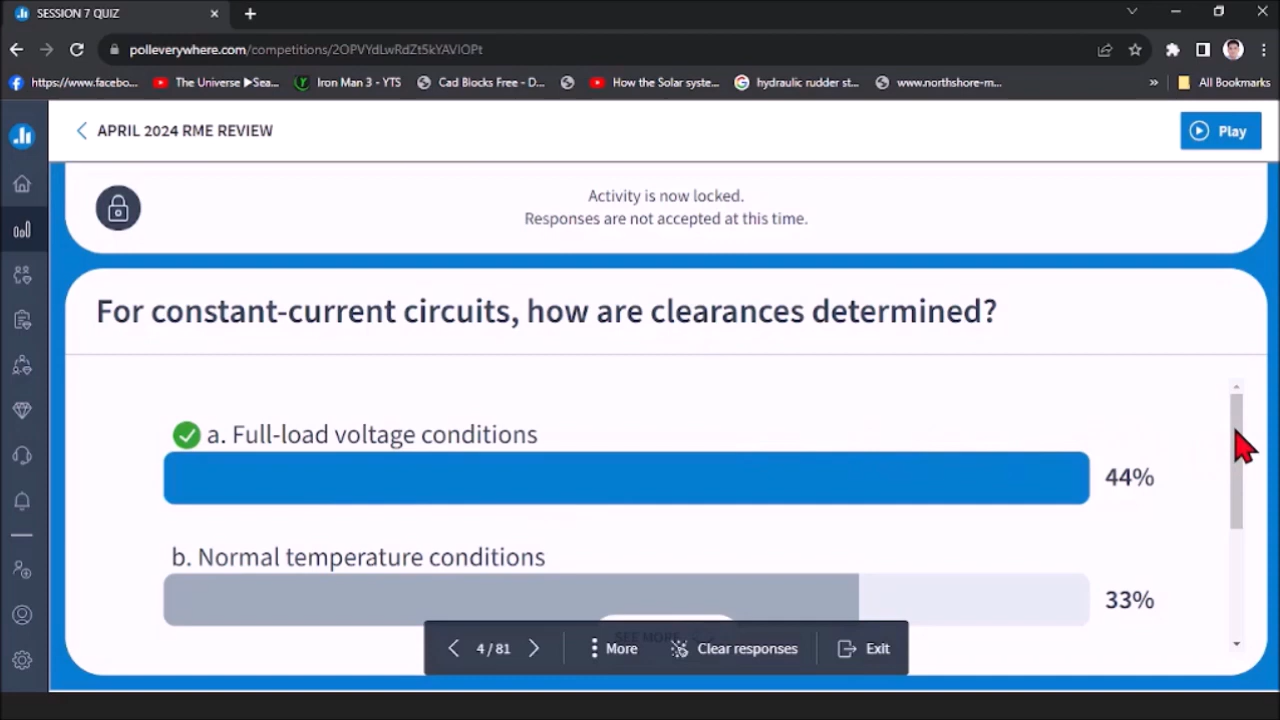 SESSION 7 QUIZ
polleverywhere.com/competitions/2OPVYdLwRdZt5kYAVIOPt
https://www.facebo...
The Universe ▶Sea...
Iron Man 3 - YTS
Cad Blocks Free - D...
How the Solar syste...
hydraulic rudder st...
www.northshore-m...
»
All Bookmarks
APRIL 2024 RME REVIEW
Play
Activity is now locked.
Responses are not accepted at this time.
For constant-current circuits, how are clearances determined?
a. Full-load voltage conditions
44%
b. Normal temperature conditions
33%
SEE MORE
4 / 81
More
Clear responses
Exit